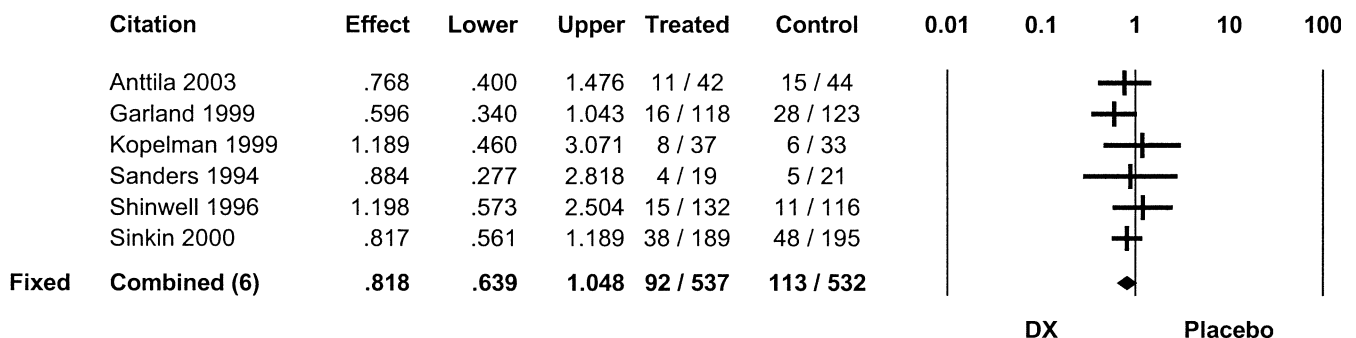 Citation Effect Lower Upper Treated Control 0.01 0.1 1 10 100
Anttila 2003 .768 .400 1.476 11 / 42 15 / 44
Garland 1999 .596 .340 1.043 16 / 118 28 / 123
Kopelman 1999 1.189 .460 3.071 8 / 37 6 / 33
Sanders 1994 .884 .277 2.818 4 / 19 5 / 21
Shinwell 1996 1.198 .573 2.504 15 / 132 11 / 116
Sinkin 2000 .817 .561 1.189 38 / 189 48 / 195
Fixed Combined (6) .818 .639 1.048 92 / 537 113 / 532
DX Placebo